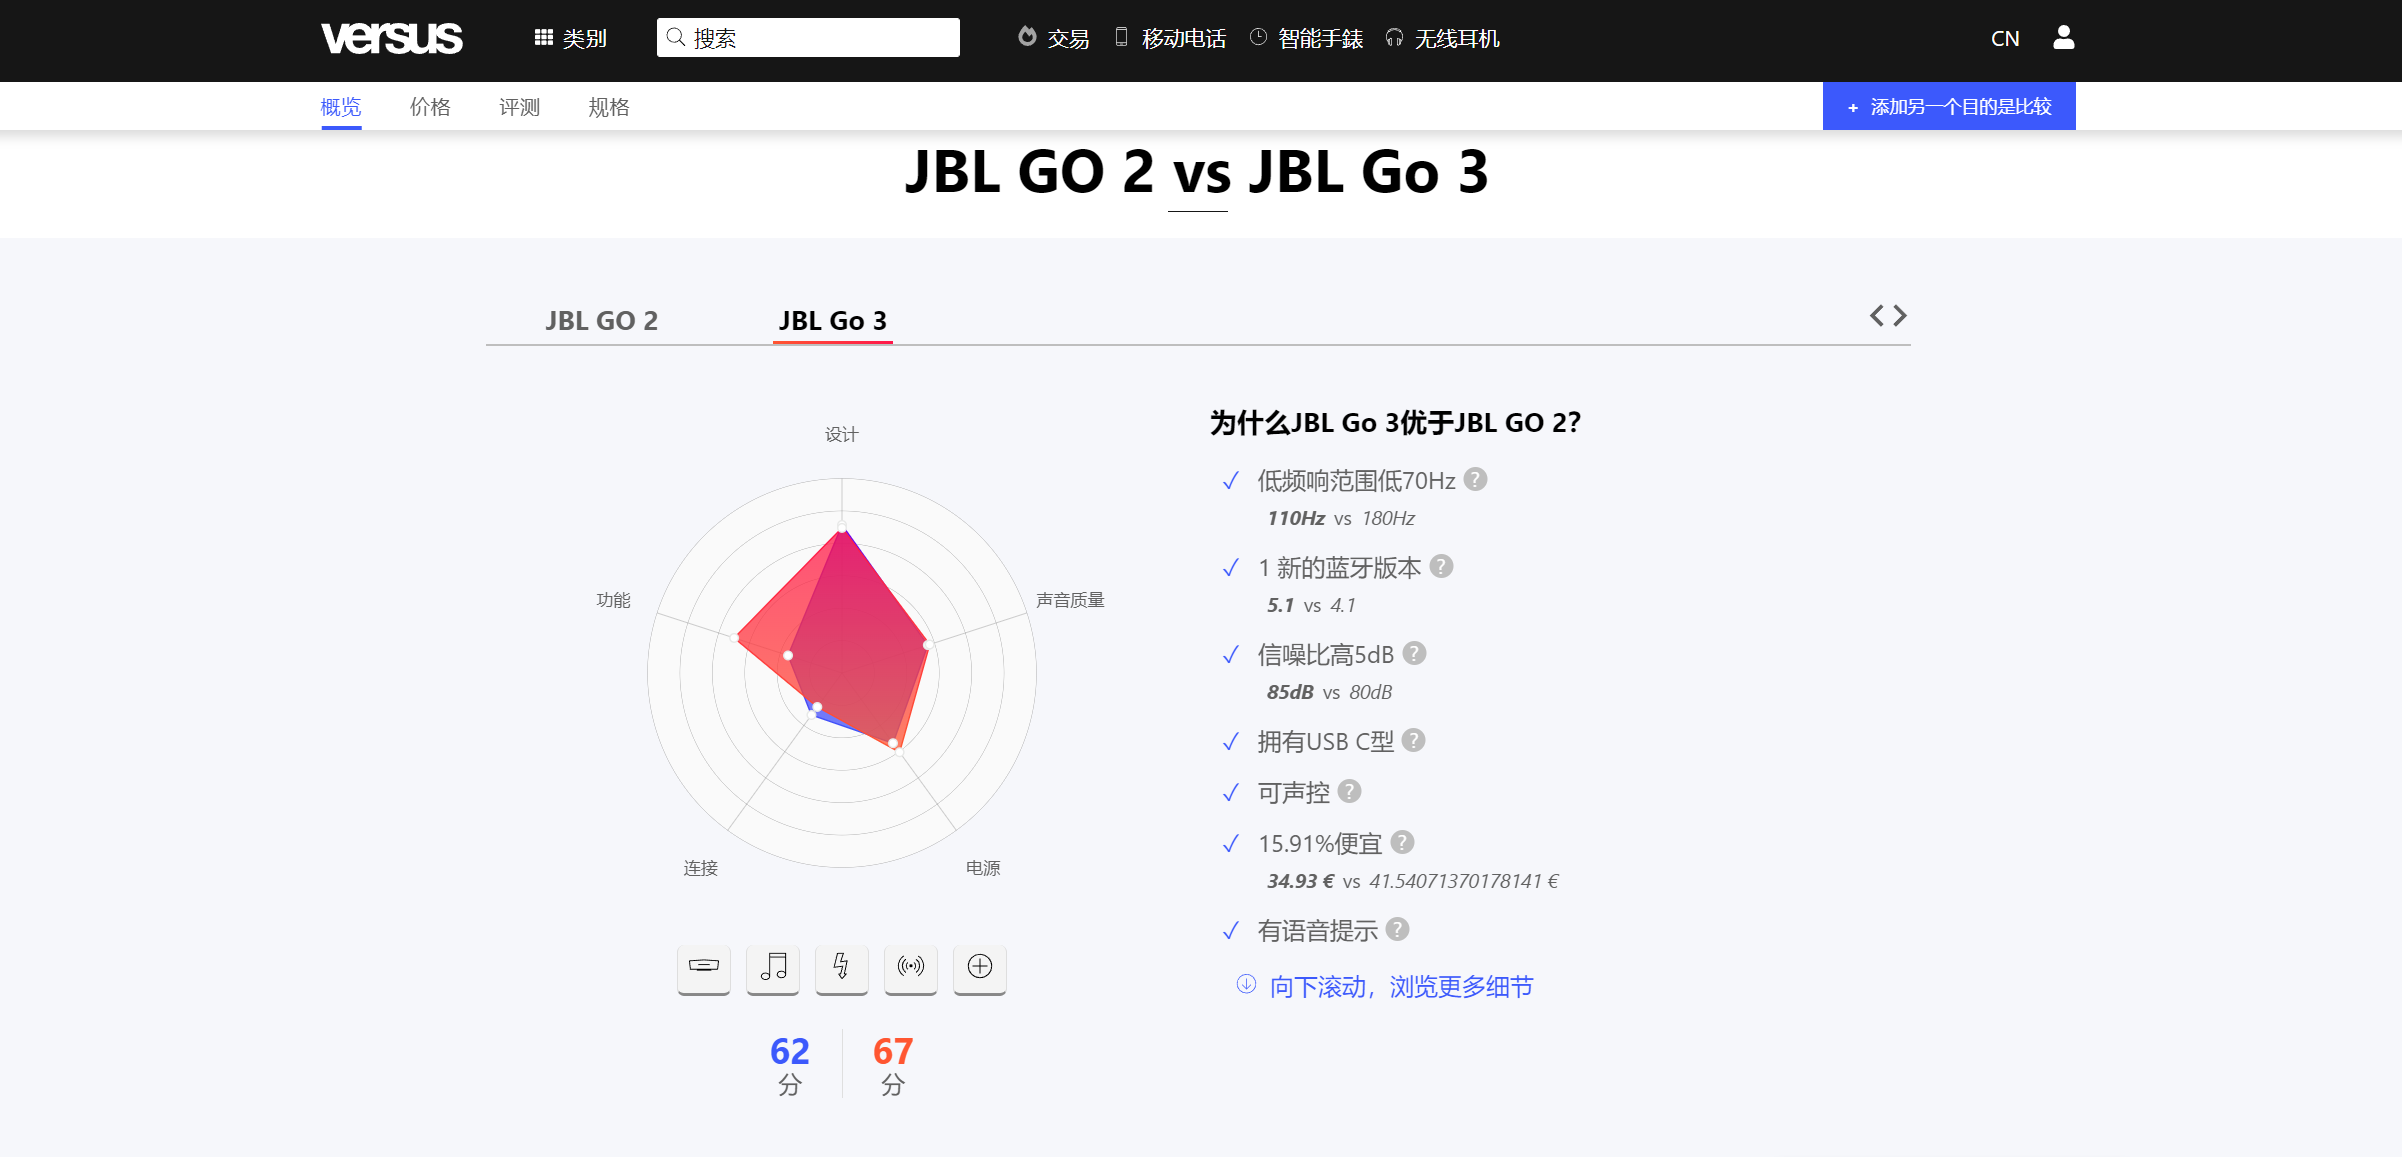 versus 类别 搜索 交易 移动电话 智能手錶 无线耳机 CN
概览 价格 评测 规格 + 添加另一个目的是比较
JBL GO 2 vs JBL Go 3
JBL GO 2 JBL Go 3
设计
功能
声音质量
连接
电源
62 67
分 分
为什么JBL Go 3优于JBL GO 2?
低频响范围低70Hz ?
110Hz vs 180Hz
1 新的蓝牙版本 ?
5.1 vs 4.1
信噪比高5dB ?
85dB vs 80dB
拥有USB C型 ?
可声控 ?
15.91%便宜 ?
34.93 € vs 41.54071370178141 €
有语音提示 ?
向下滚动，浏览更多细节